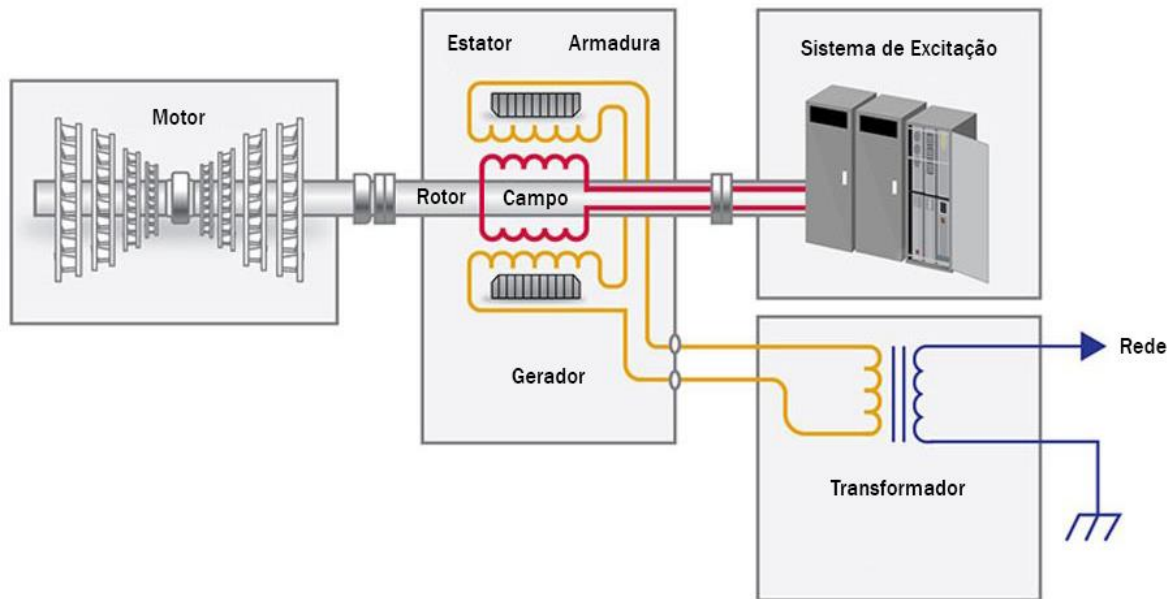 Estator
Armadura
Sistema de Excitação
Motor
Rotor
Campo
Gerador
Rede
Transformador